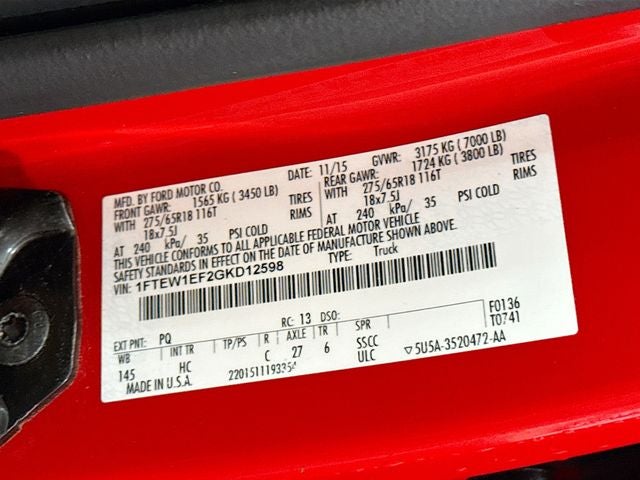 MFD. BY FORD MOTOR CO. DATE: 11/15 GVWR: 3175 KG ( 7000 LB)
FRONT GAWR: 1565 KG ( 3450 LB) REAR GAWR: 1724 KG ( 3800 LB)
WITH 275/65R18 116T TIRES WITH 275/65R18 116T TIRES
18x7.5J RIMS 18x7.5J RIMS
AT 240 kPa/ 35 PSI COLD AT 240 kPa/ 35 PSI COLD
THIS VEHICLE CONFORMS TO ALL APPLICABLE FEDERAL MOTOR VEHICLE
SAFETY STANDARDS IN EFFECT ON THE DATE OF MANUFACTURE SHOWN ABOVE.
VIN: 1FTEW1EF2GKD12598 TYPE: Truck
F0136
EXT PNT: PQ RC: 13 DSO: T0741
WB INT TR TP/PS R AXLE TR SPR
145 HC C 27 6 SSCC
ULC ▽5U5A-3520472-AA
MADE IN U.S.A. 220151119335